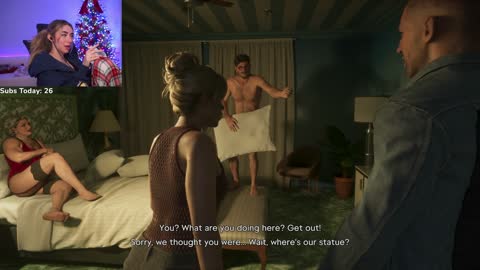 Subs Today: 26
You? What are you doing here? Get out!
Sorry, we thought you were... Wait, where's our statue?